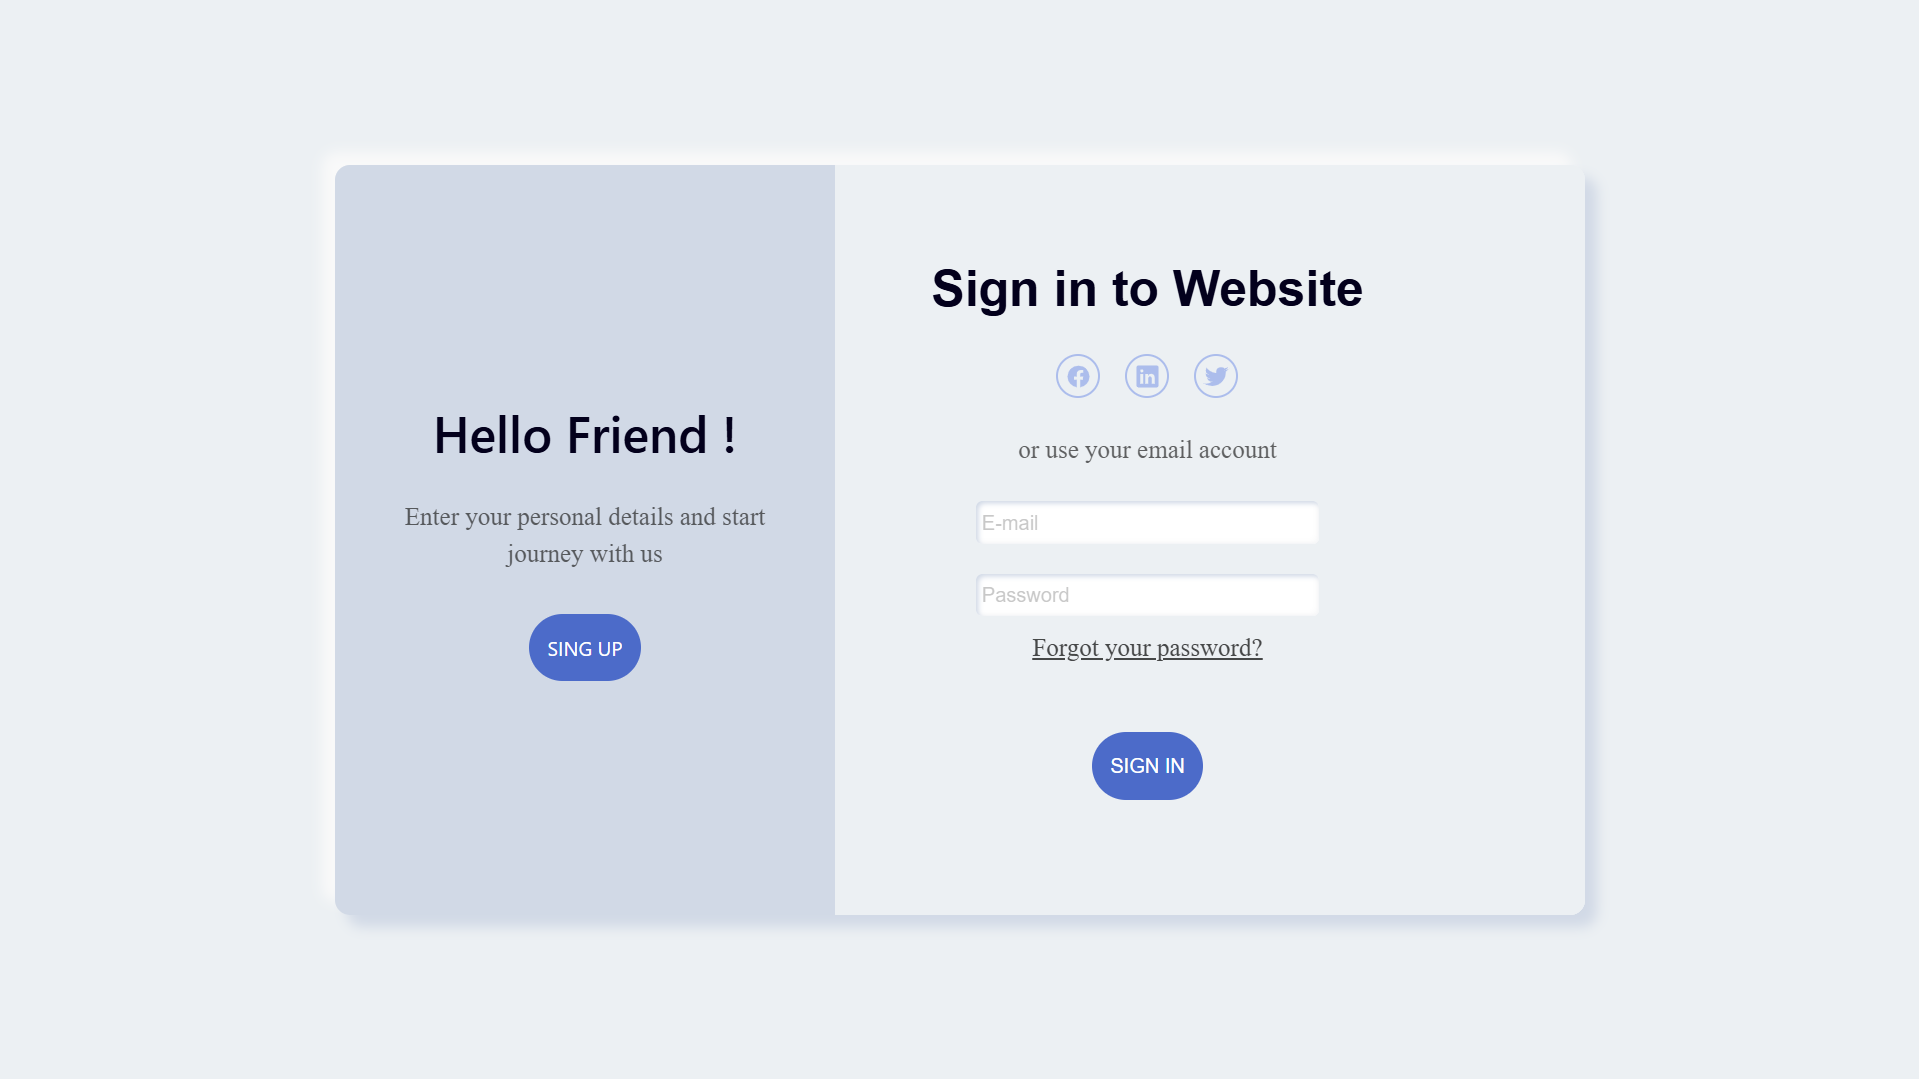 Hello Friend !
Enter your personal details and start
journey with us
SING UP
Sign in to Website
or use your email account
E-mail
Password
Forgot your password?
SIGN IN